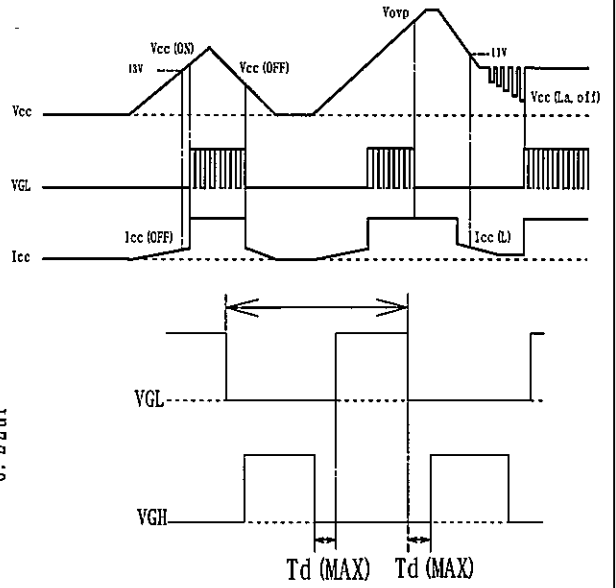 Vovp
Vcc (ON)
13V
Vcc (OFF)
11V
Vcc (La. off)
Vcc
VGL
Icc (OFF)
Icc (L)
Icc
VGL
VGH
Td (MAX)
Td (MAX)